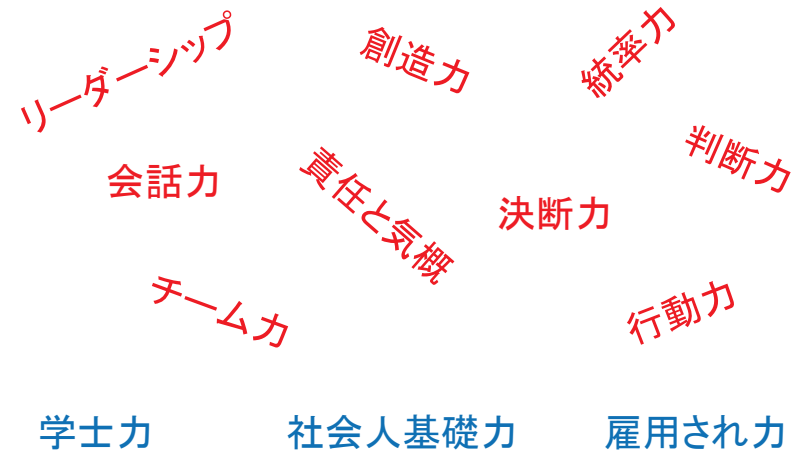 リーダーシップ
創造力
統率力
判断力
会話力
責任と気概
決断力
チーム力
行動力
学士力
社会人基礎力
雇用され力